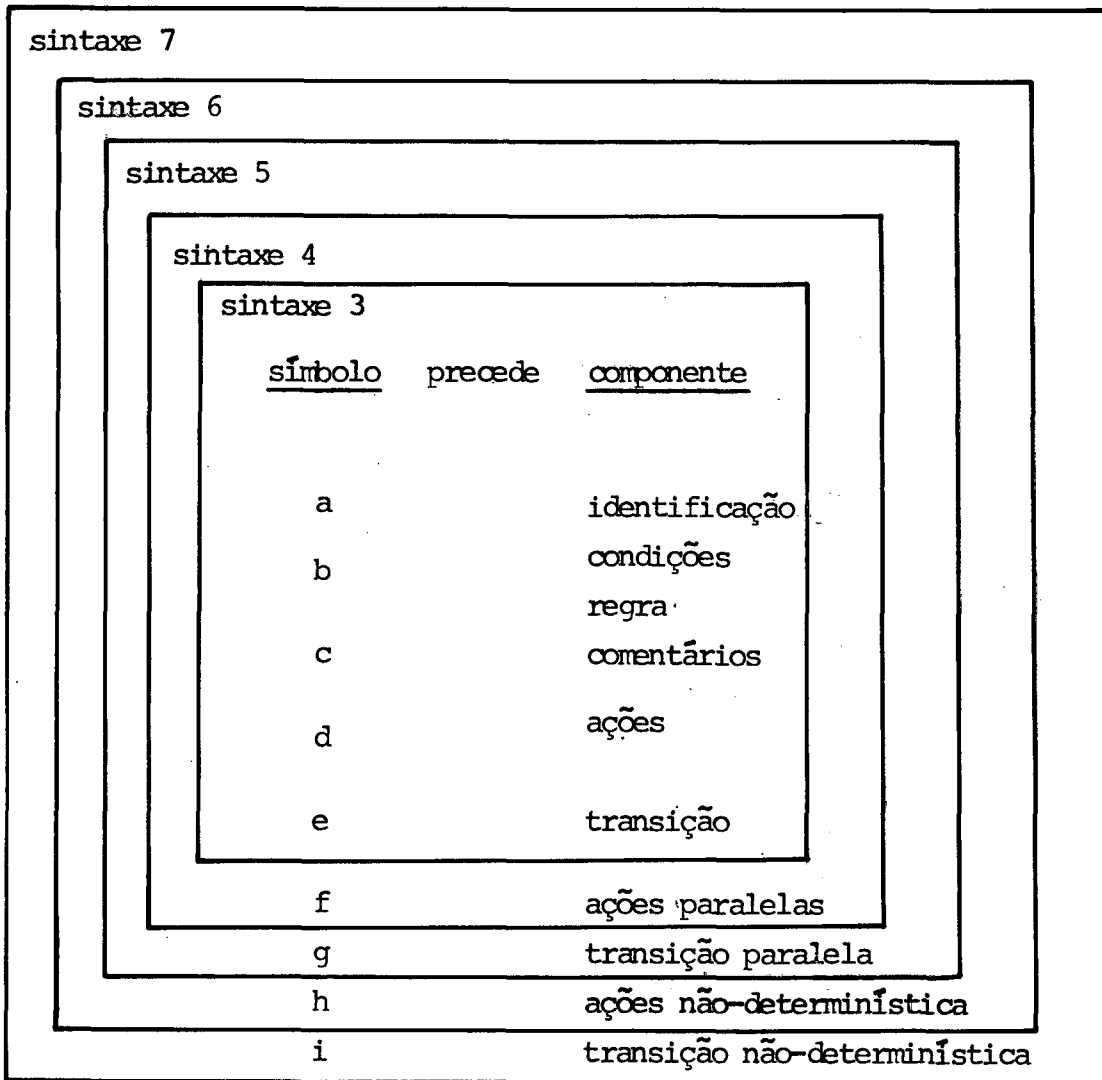 sintaxe 7
sintaxe 6
sintaxe 5
sintaxe 4
sintaxe 3
símbolo precede componente
a identificação
b condições
regra
c comentários
d ações
e transição
f ações paralelas
g transição paralela
h ações não-determinística
i transição não-determinística